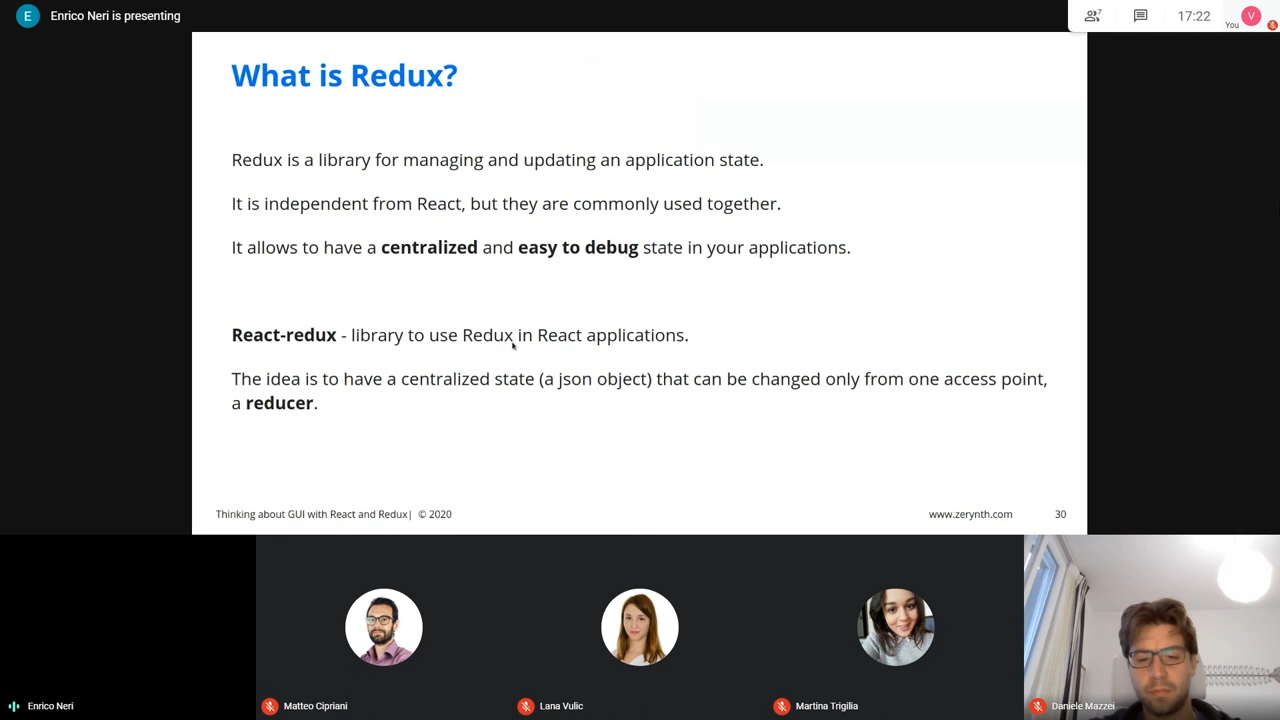 E Enrico Neri is presenting
7
17:22
You
V
What is Redux?
Redux is a library for managing and updating an application state.
It is independent from React, but they are commonly used together.
It allows to have a centralized and easy to debug state in your applications.
React-redux - library to use Redux in React applications.
The idea is to have a centralized state (a json object) that can be changed only from one access point,
a reducer.
Thinking about GUI with React and Redux| © 2020
www.zerynth.com
30
Enrico Neri
Matteo Cipriani
Lana Vulic
Martina Trigilia
Daniele Mazzei